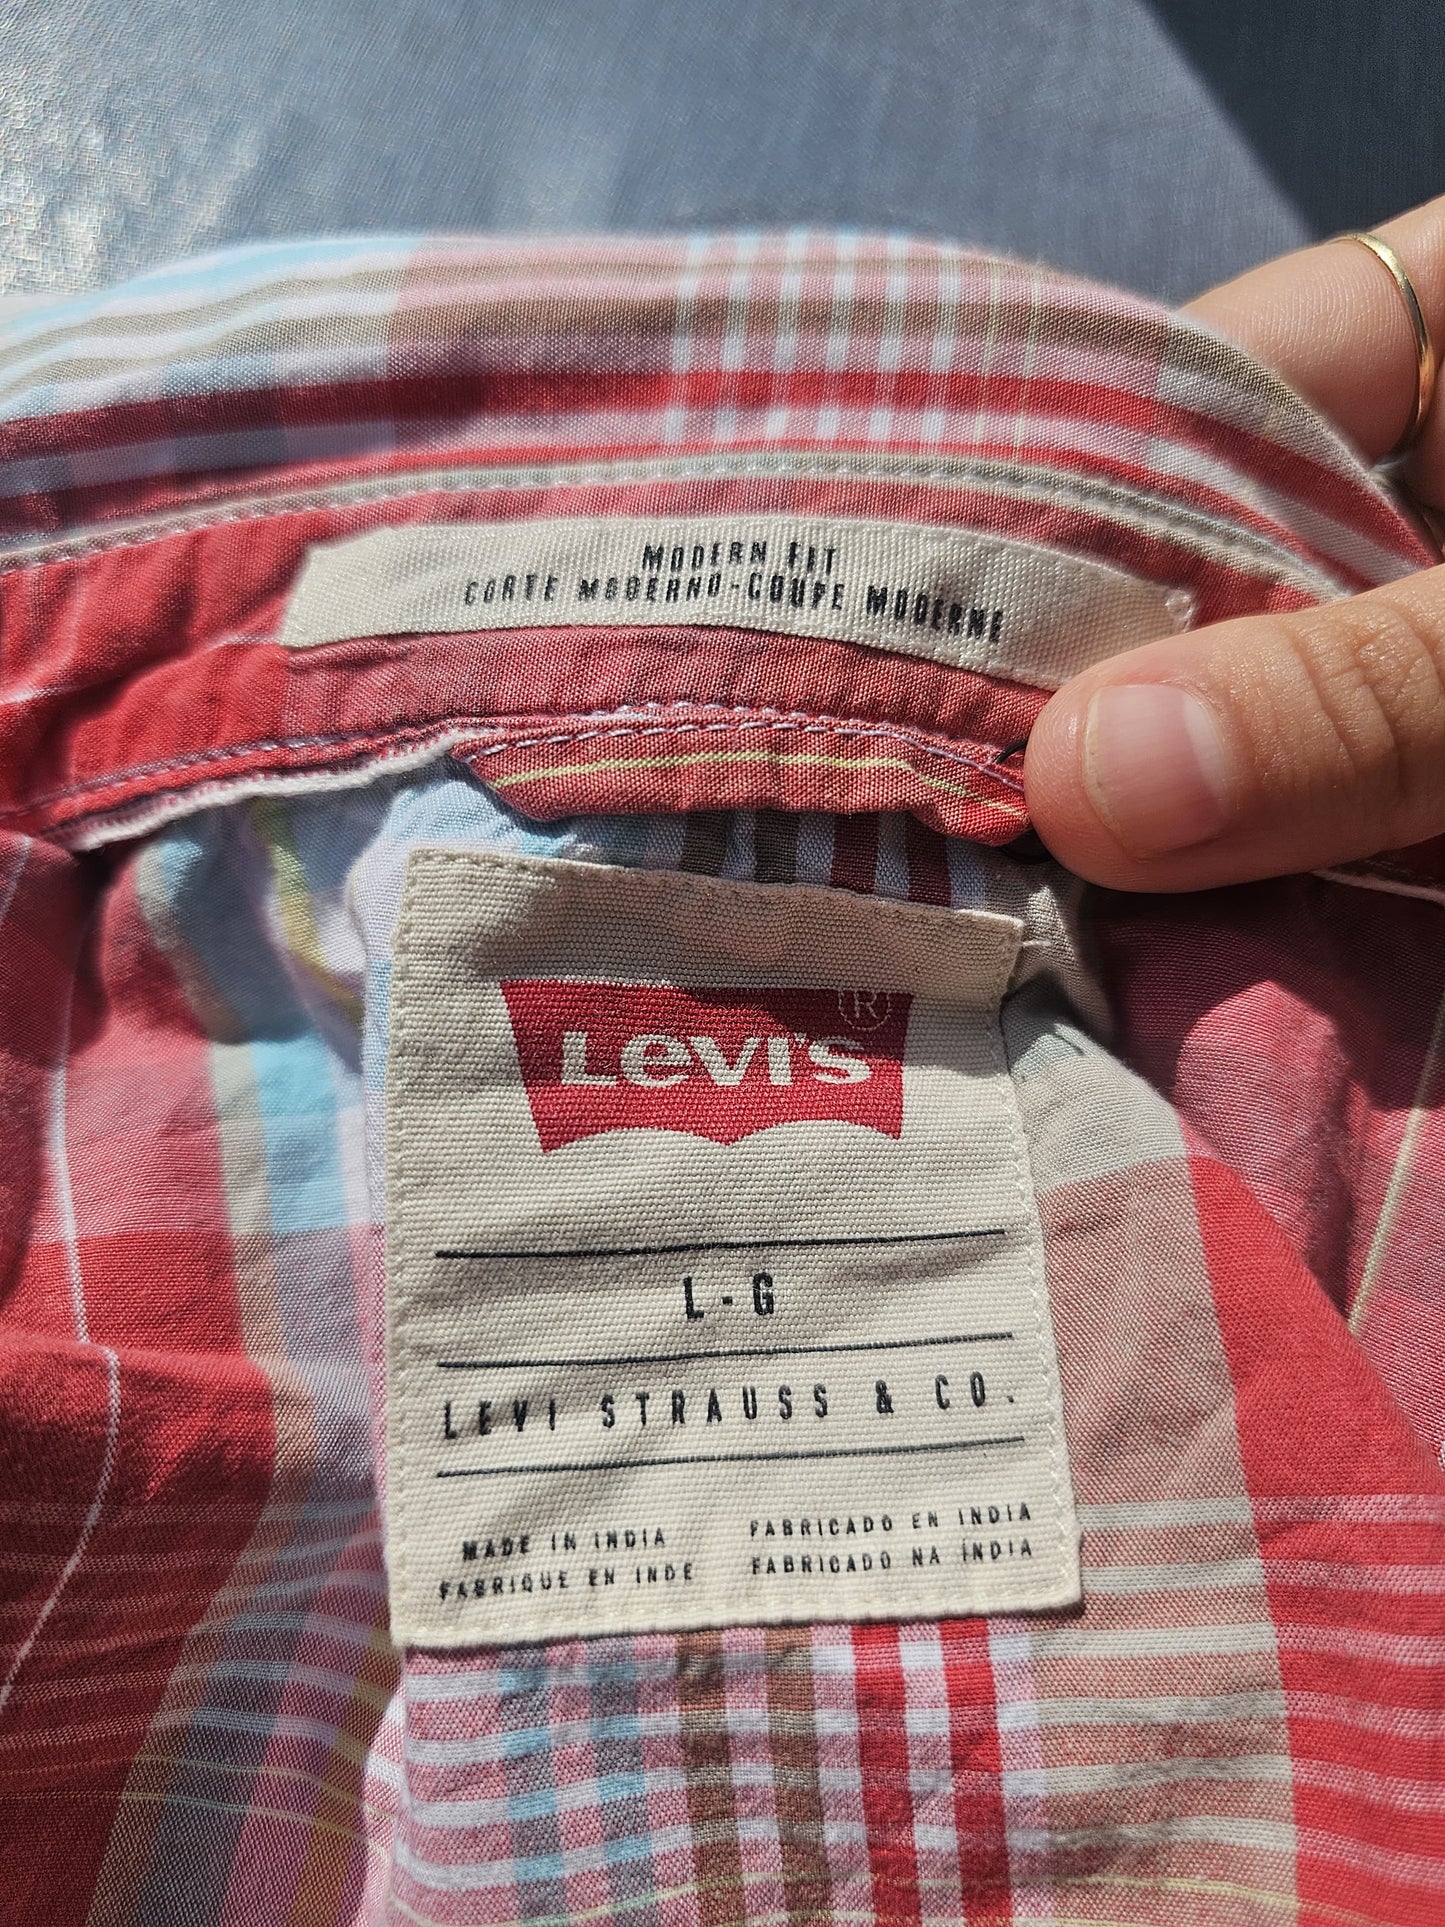 MODERN FIT
CORTE MODERNO-COUPE MODERNE
Levi's ®
L-G
LEVI STRAUSS & CO.
MADE IN INDIA
FABRIQUE EN INDE
FABRICADO EN INDIA
FABRICADO NA ÍNDIA